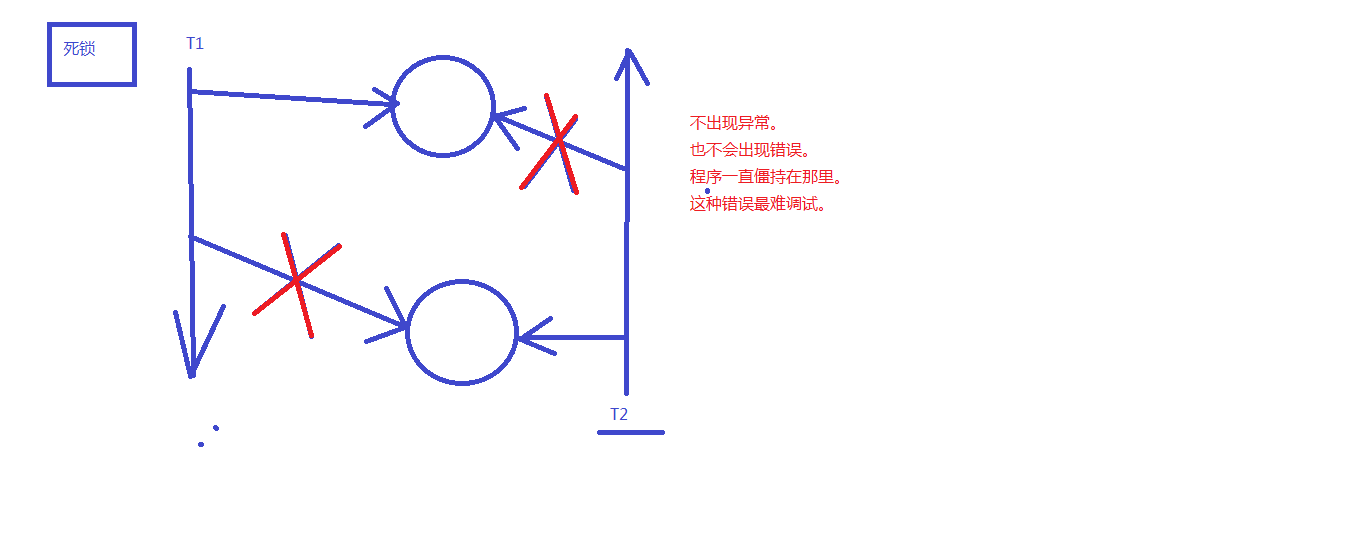 死锁
T1
不出现异常。
也不会出现错误。
程序一直僵持在那里。
这种错误最难调试。
T2